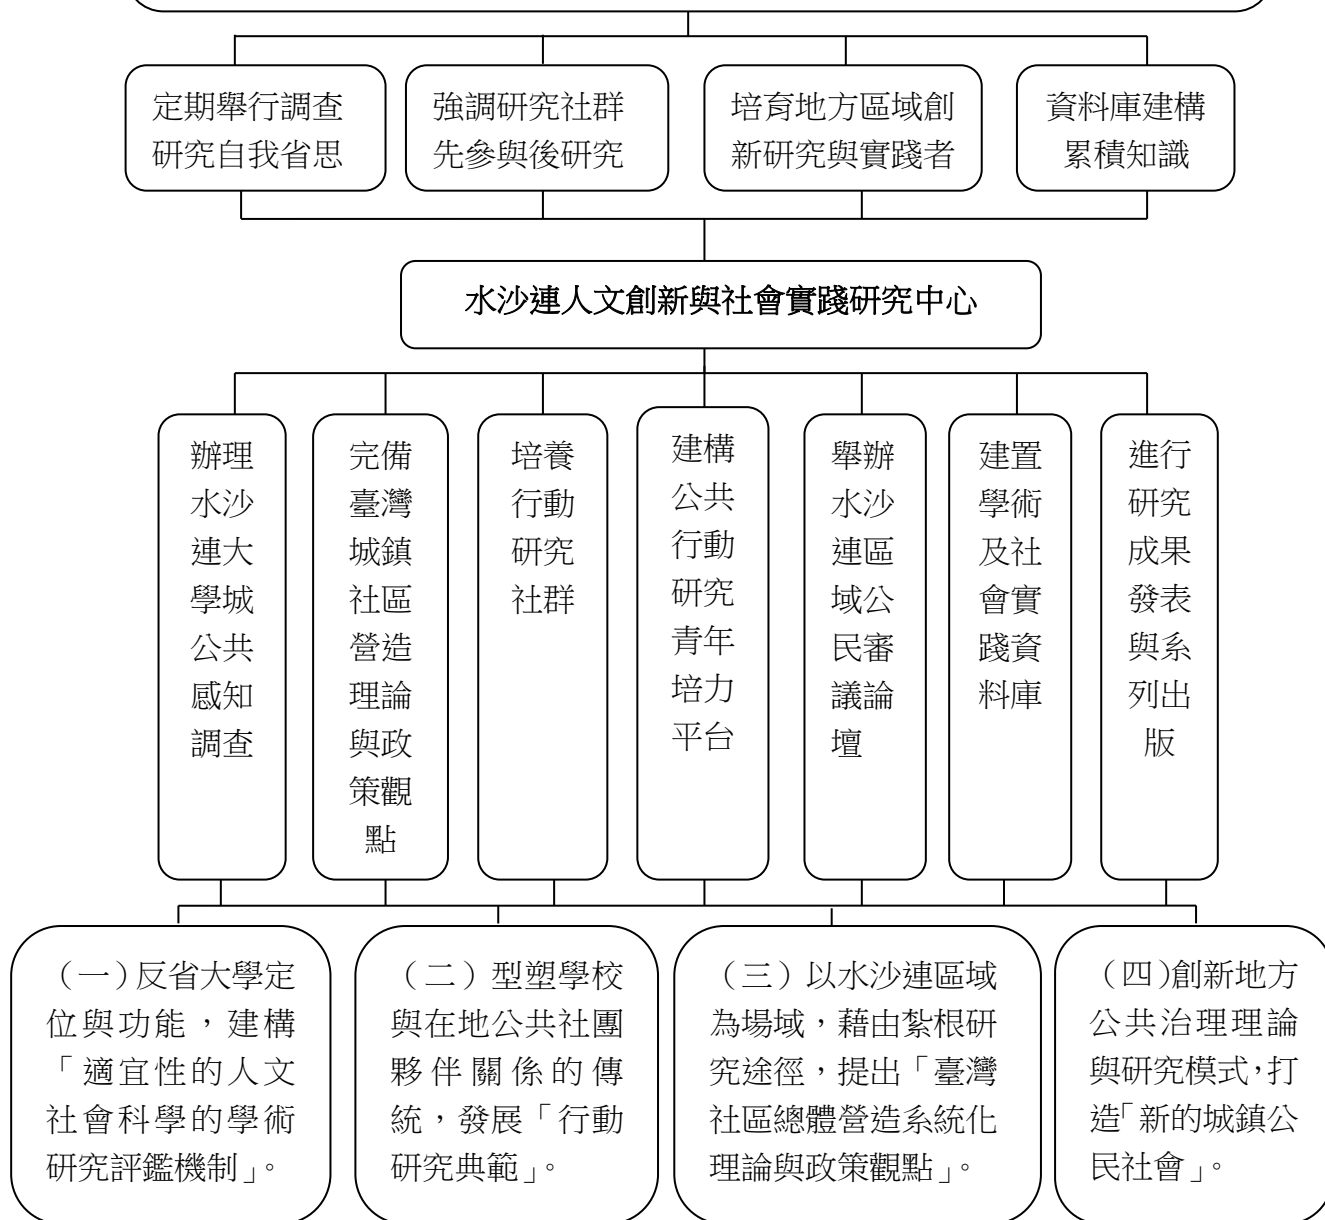 定期舉行調查
研究自我省思
強調研究社群
先參與後研究
培育地方區域創
新研究與實踐者
資料庫建構
累積知識
水沙連人文創新與社會實踐研究中心
辦理
水沙
連大
學城
公共
感知
調查
完備
臺灣
城鎮
社區
營造
理論
與政
策觀
點
培養
行動
研究
社群
建構
公共
行動
研究
青年
培力
平台
舉辦
水沙
連區
域公
民審
議論
壇
建置
學術
及社
會實
踐資
料庫
進行
研究
成果
發表
與系
列出
版
（一）反省大學定
位與功能，建構
「適宜性的人文
社會科學的學術
研究評鑑機制」。
（二）型塑學校
與在地公共社團
夥伴關係的傳
統，發展「行動
研究典範」。
（三）以水沙連區域
為場域，藉由紮根研
究途徑，提出「臺灣
社區總體營造系統化
理論與政策觀點」。
（四）創新地方
公共治理理論
與研究模式，打
造「新的城鎮公
民社會」。